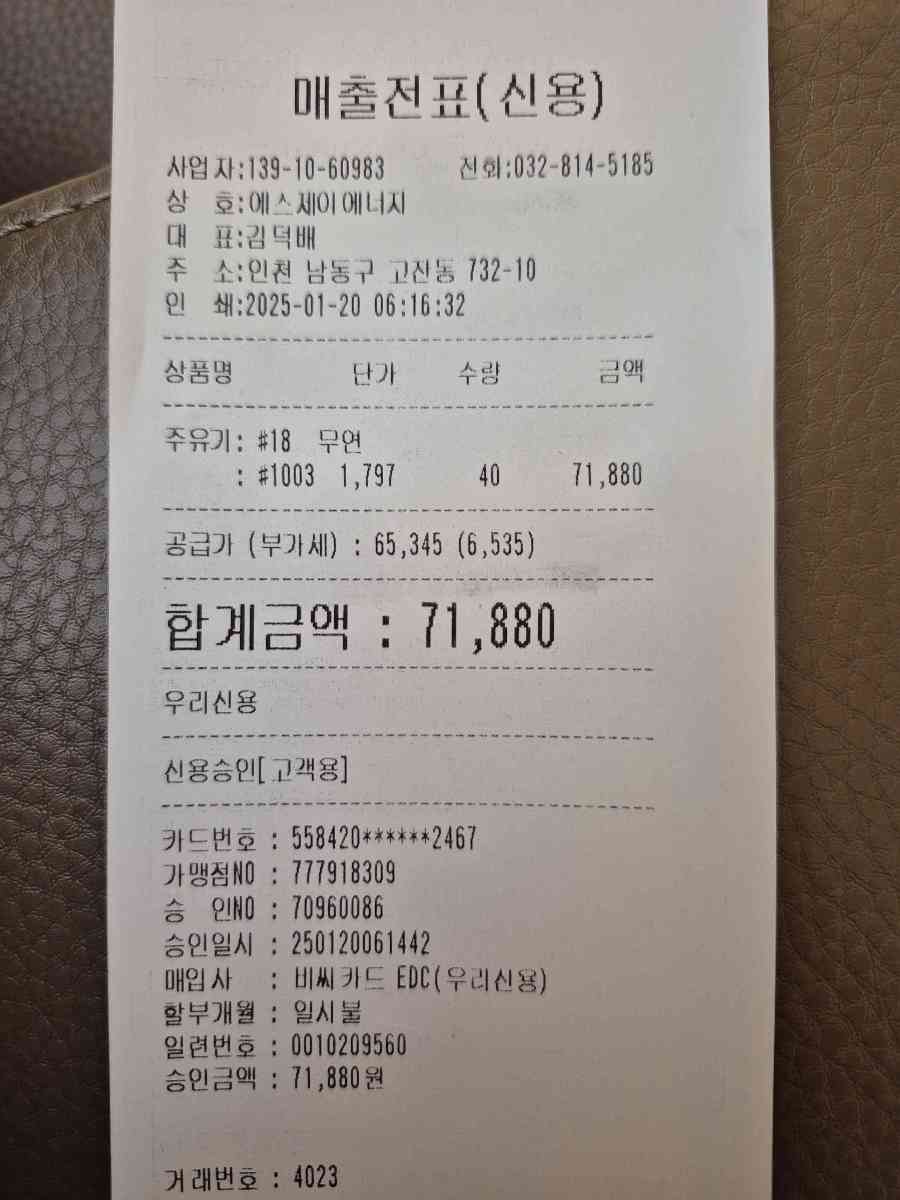 매출전표(신용)
사업자:139-10-60983 전화:032-814-5185
상 호:에스제이에너지
대 표:김덕배
주 소:인천 남동구 고잔동 732-10
인 쇄:2025-01-20 06:16:32
상품명 단가 수량 금액
주유기: #18 무연
: #1003 1,797 40 71,880
공급가 (부가세) : 65,345 (6,535)
합계금액 : 71,880
우리신용
신용승인[고객용]
카드번호 : 558420******2467
가맹점NO : 777918309
승 인NO : 70960086
승인일시 : 250120061442
매입사 : 비씨카드 EDC(우리신용)
할부개월 : 일시불
일련번호 : 0010209560
승인금액 : 71,880원
거래번호 : 4023